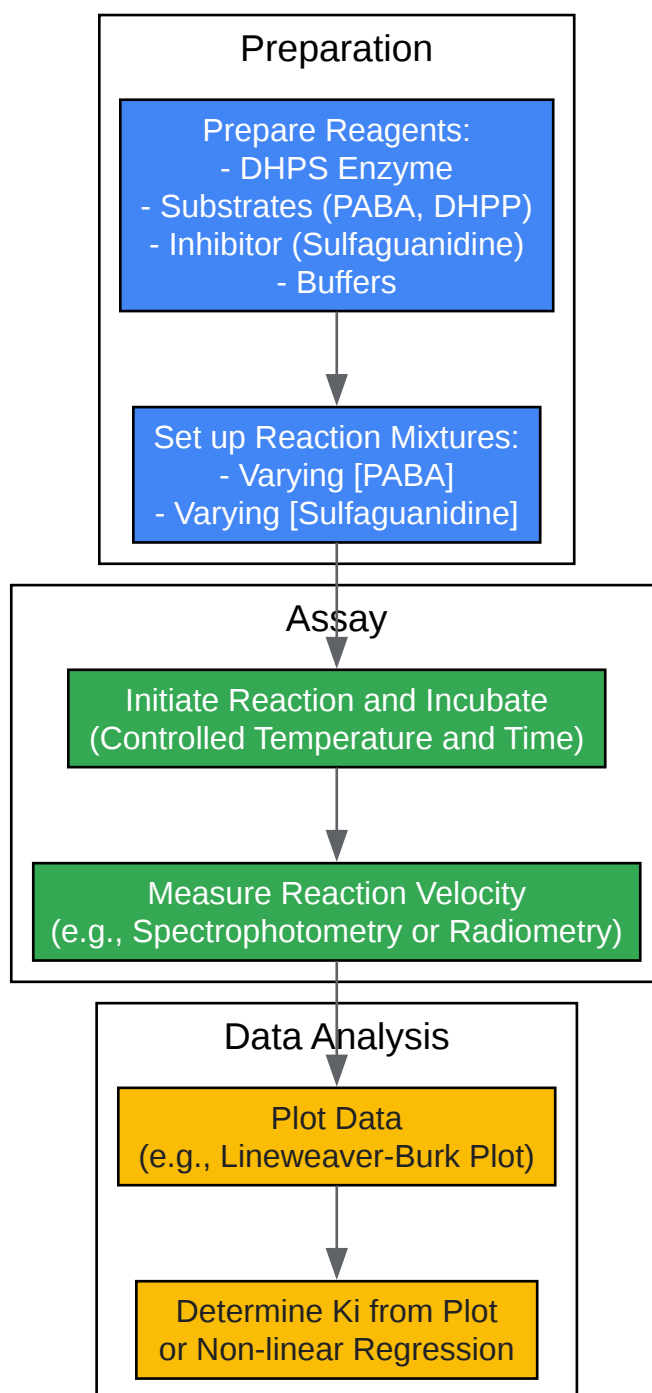 Preparation
Prepare Reagents:
- DHPS Enzyme
- Substrates (PABA, DHPP)
- Inhibitor (Sulfaguanidine)
- Buffers
Set up Reaction Mixtures:
- Varying [PABA]
- Varying [Sulfaguanidine]
Assay
Initiate Reaction and Incubate
(Controlled Temperature and Time)
Measure Reaction Velocity
(e.g., Spectrophotometry or Radiometry)
Data Analysis
Plot Data
(e.g., Lineweaver-Burk Plot)
Determine Ki from Plot
or Non-linear Regression